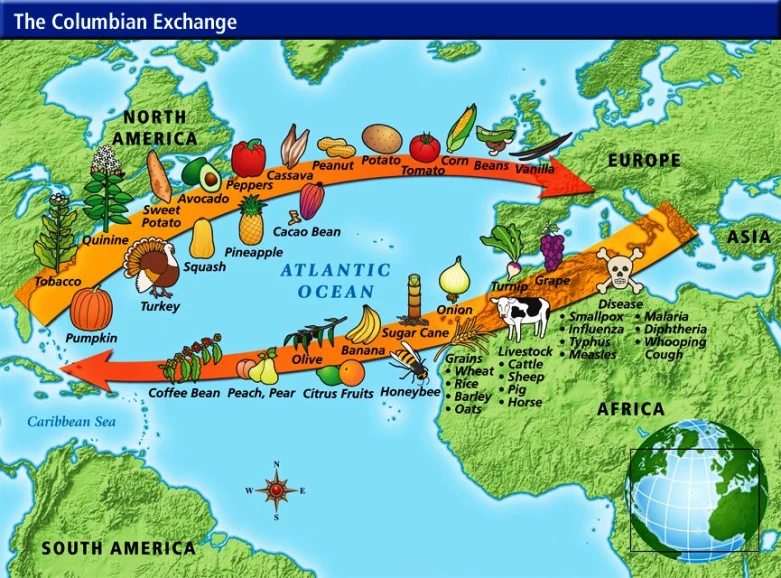 The Columbian Exchange
NORTH
AMERICA
EUROPE
ASIA
AFRICA
SOUTH AMERICA
ATLANTIC
OCEAN
Caribbean Sea
Tobacco
Quinine
Sweet
Potato
Avocado
Peppers
Cassava
Peanut
Potato
Tomato
Corn
Beans
Vanilla
Pumpkin
Turkey
Squash
Pineapple
Cacao Bean
Coffee Bean
Peach, Pear
Olive
Citrus Fruits
Banana
Honeybee
Sugar Cane
Onion
Turnip
Grape
Grains
• Wheat
• Rice
• Barley
• Oats
Livestock
• Cattle
• Sheep
• Pig
• Horse
Disease
• Smallpox
• Influenza
• Typhus
• Measles
• Malaria
• Diphtheria
• Whooping
Cough
N
W
E
S